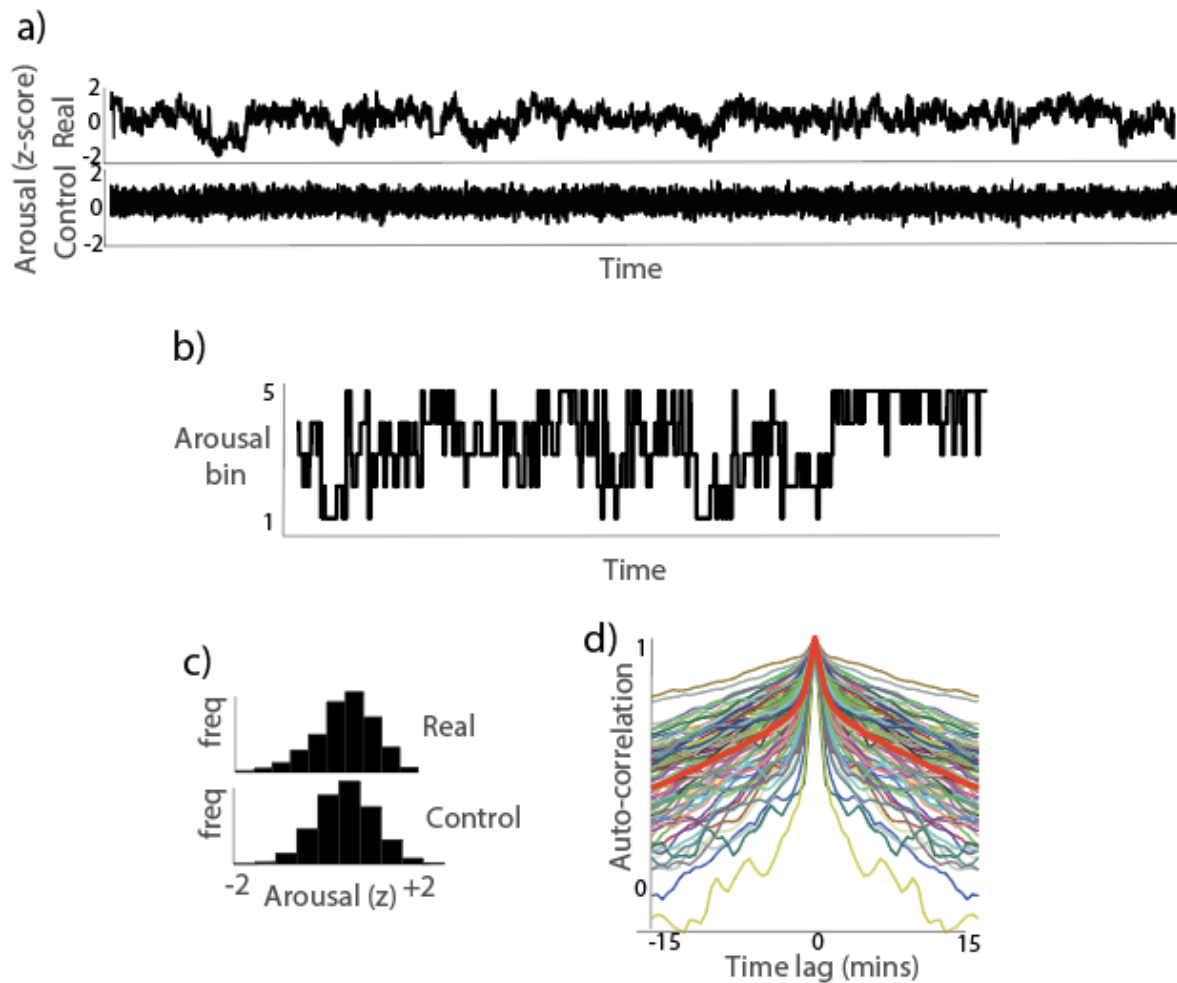 a)
Arousal (z-score)
Real
2
0
-2
Control
2
0
-2
Time
b)
5
Arousal
bin
1
Time
c)
freq
Real
freq
Control
-2
+2
Arousal (z)
d)
1
Auto-correlation
0
-15
0
15
Time lag (mins)